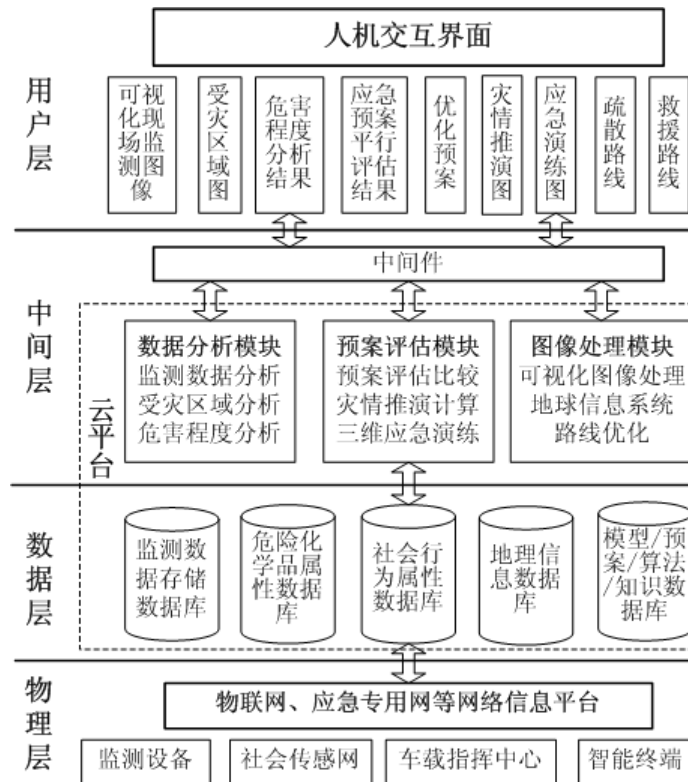 人机交互界面
用户层
可视
化现
场监
测图
像
受
灾
区
域
图
危害
程度
分析
结果
应急
预案
平行
评估
结果
优
化
预
案
灾
情
推
演
图
应
急
演
练
图
疏
散
路
线
救
援
路
线
中间件
中间层
云平台
数据分析模块
监测数据分析
受灾区域分析
危害程度分析
预案评估模块
预案评估比较
灾情推演计算
三维应急演练
图像处理模块
可视化图像处理
地球信息系统
路线优化
数据层
监测数
据存储
数据库
危险化
学品属
性数据库
社会行
为属性
数据库
地理信
息数据
库
模型/预
案/算法
/知识数
据库
物理层
物联网、应急专用网等网络信息平台
监测设备
社会传感网
车载指挥中心
智能终端